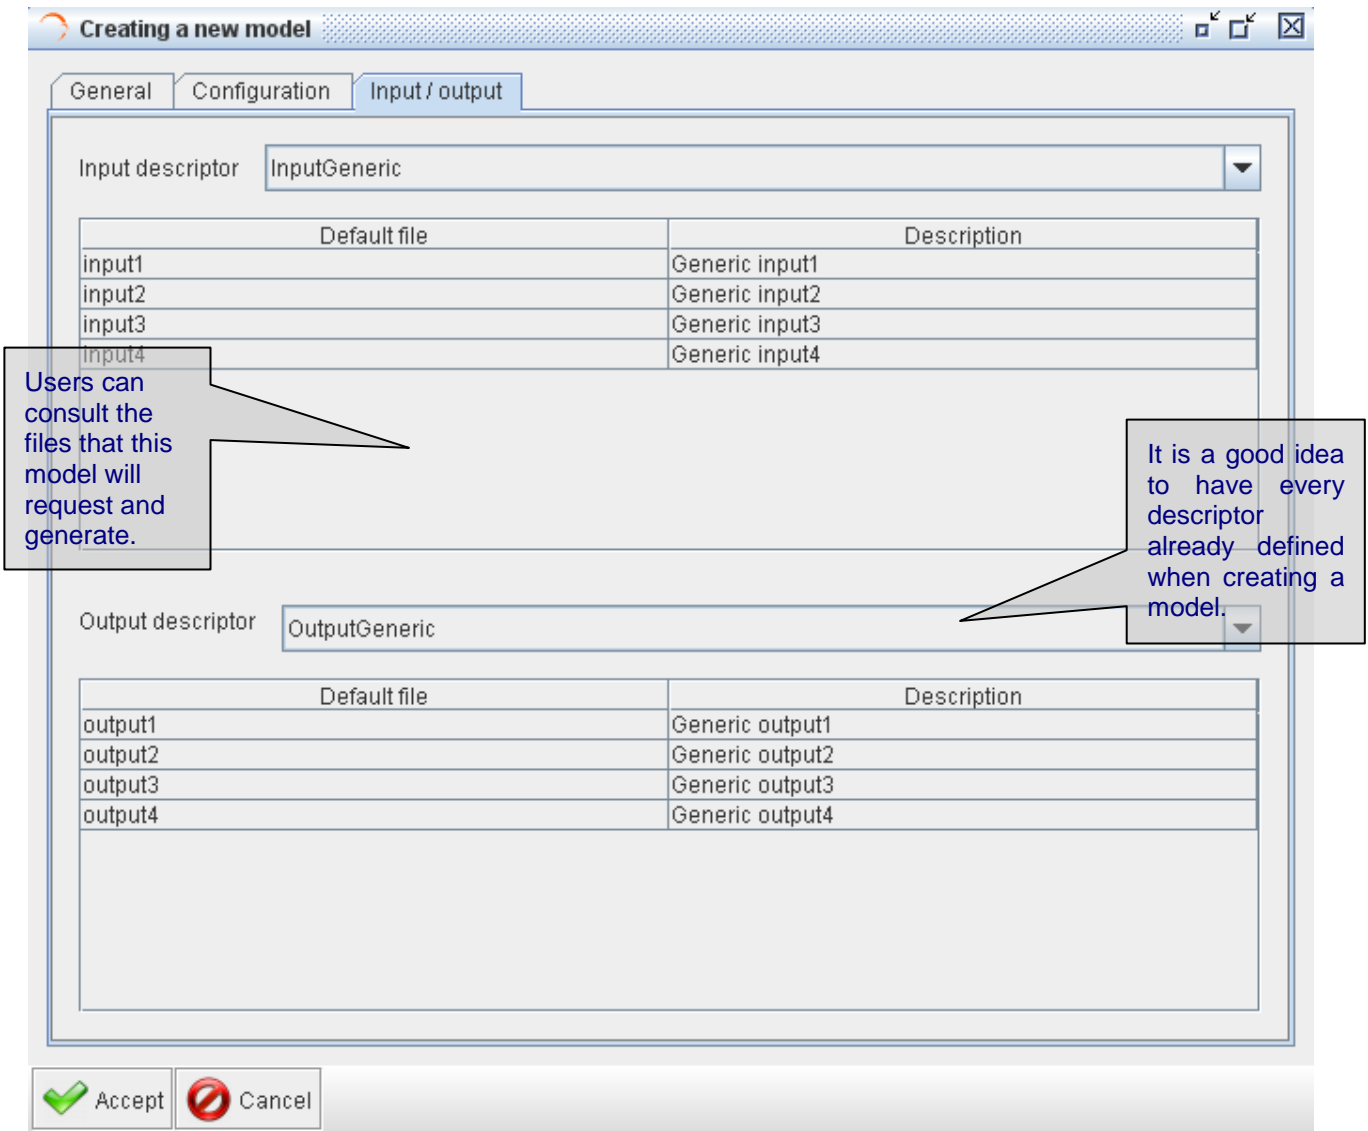 Creating a new model
General Configuration Input / output
Input descriptor InputGeneric
Default file Description
input1 Generic input1
input2 Generic input2
input3 Generic input3
input4 Generic input4
Users can
consult the
files that this
model will
request and
generate.
It is a good idea
to have every
descriptor
already defined
when creating a
model.
Output descriptor OutputGeneric
Default file Description
output1 Generic output1
output2 Generic output2
output3 Generic output3
output4 Generic output4
Accept Cancel